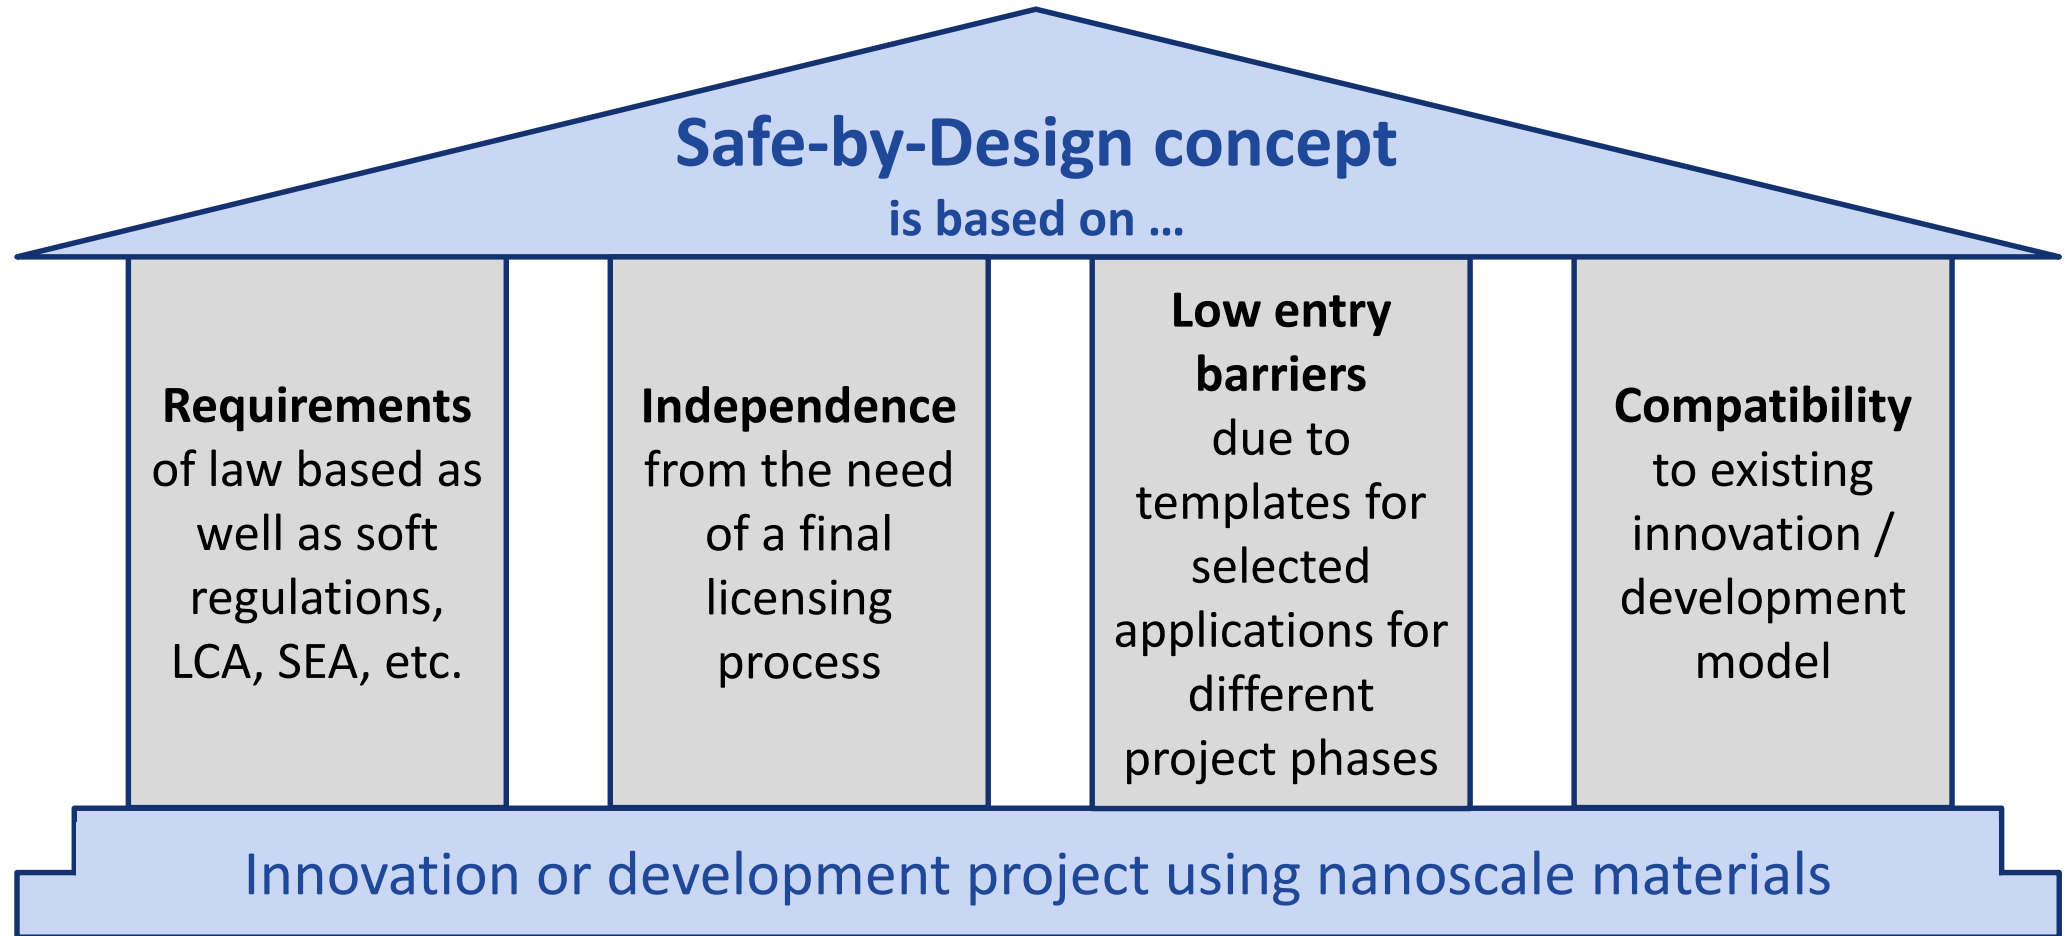 Safe-by-Design concept
is based on …
Requirements
of law based as
well as soft
regulations,
LCA, SEA, etc.
Independence
from the need
of a final
licensing
process
Low entry
barriers
due to
templates for
selected
applications for
different
project phases
Compatibility
to existing
innovation /
development
model
Innovation or development project using nanoscale materials